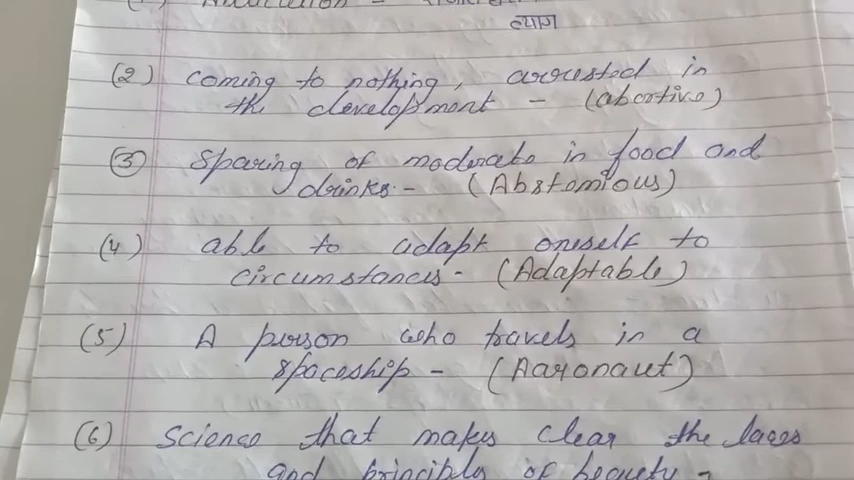 त्याग
(2) coming to nothing, arrested in
the development - (abortive)
(3) Sparing of moderate in food and
drinks. - (Abstomious)
(4) able to adapt oneself to
circumstances - (Adaptable)
(5) A person who travels in a
spaceship - (Aaronaut)
(6) Science that makes clear the laws
and principles of beauty -